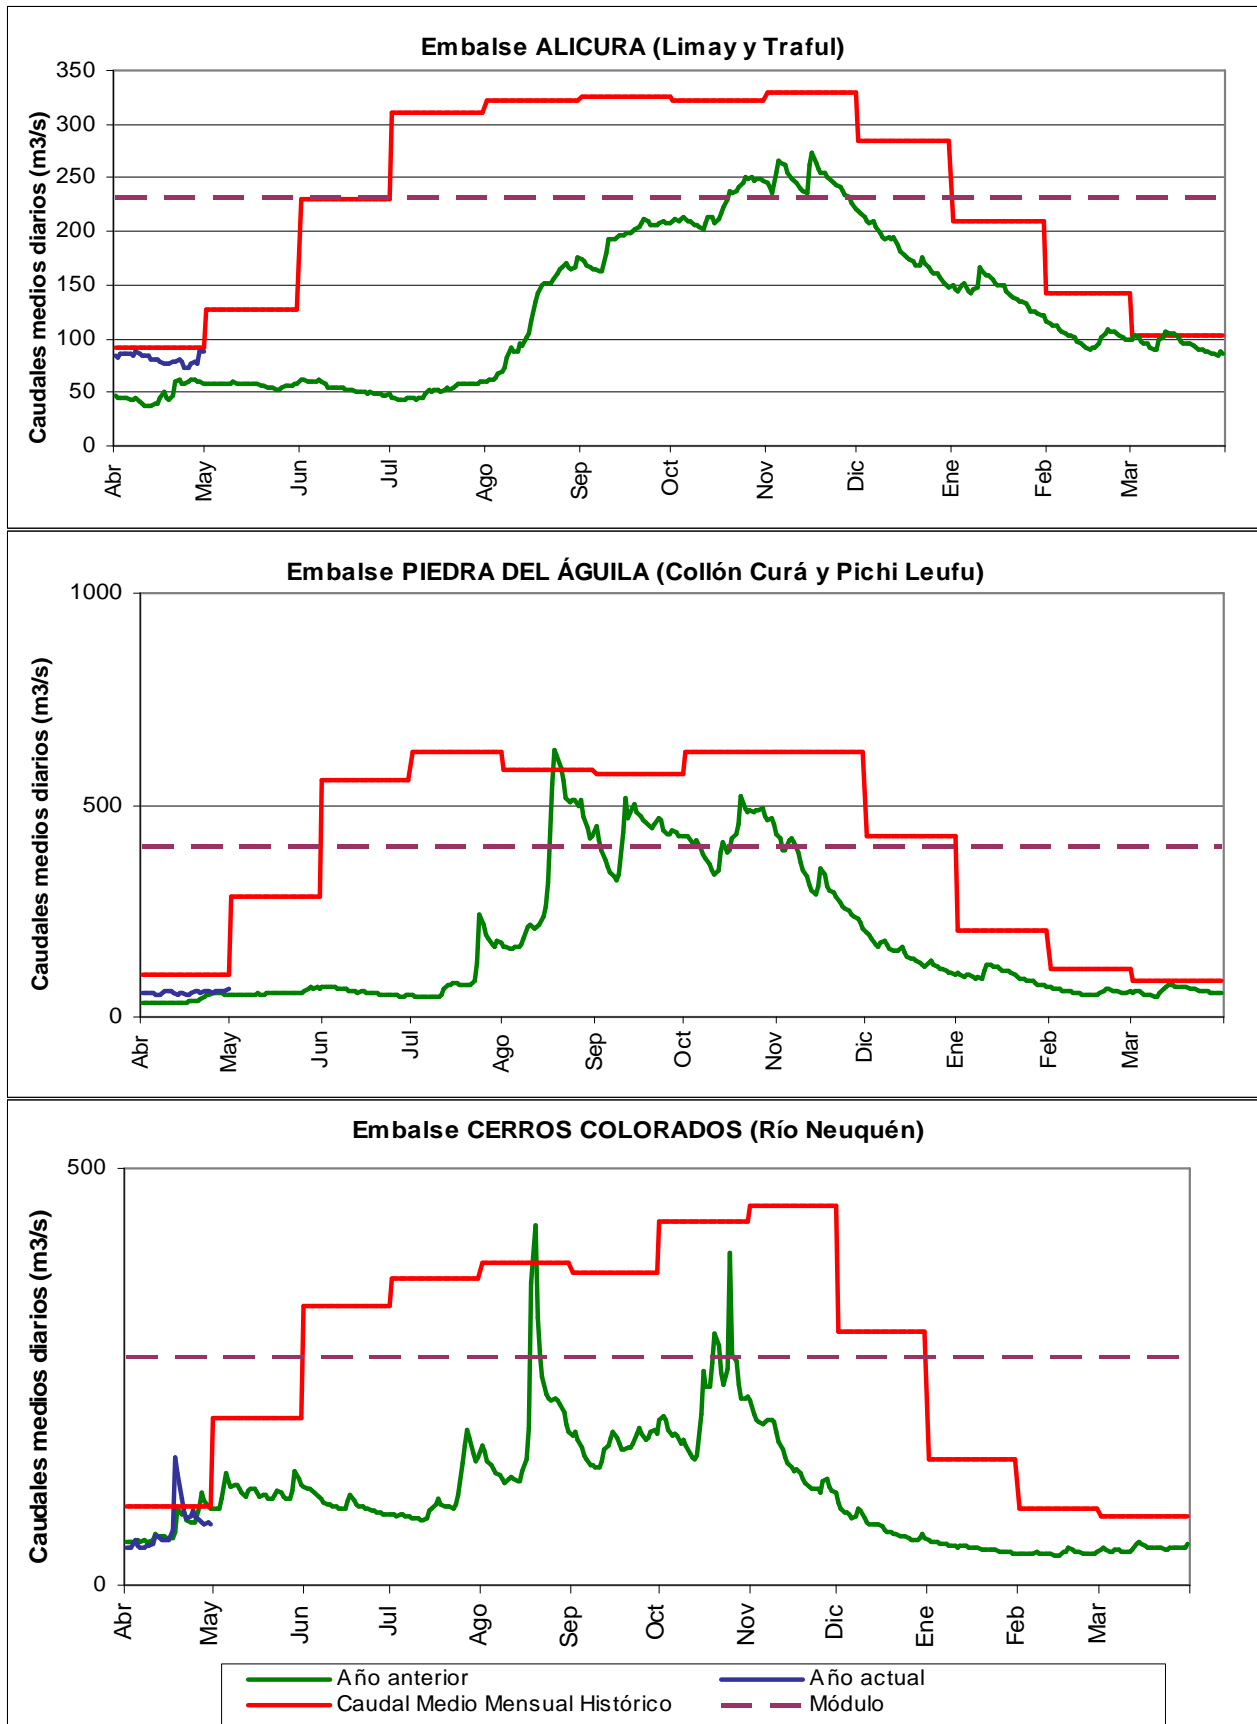 Embalse ALICURA (Limay y Traful)
Caudales medios diarios (m3/s)
350
300
250
200
150
100
50
0
Abr May Jun Jul Ago Sep Oct Nov Dic Ene Feb Mar
Embalse PIEDRA DEL ÁGUILA (Collón Curá y Pichi Leufu)
Caudales medios diarios (m3/s)
1000
500
0
Abr May Jun Jul Ago Sep Oct Nov Dic Ene Feb Mar
Embalse CERROS COLORADOS (Río Neuquén)
Caudales medios diarios (m3/s)
500
0
Abr May Jun Jul Ago Sep Oct Nov Dic Ene Feb Mar
Año anterior Año actual
Caudal Medio Mensual Histórico Módulo